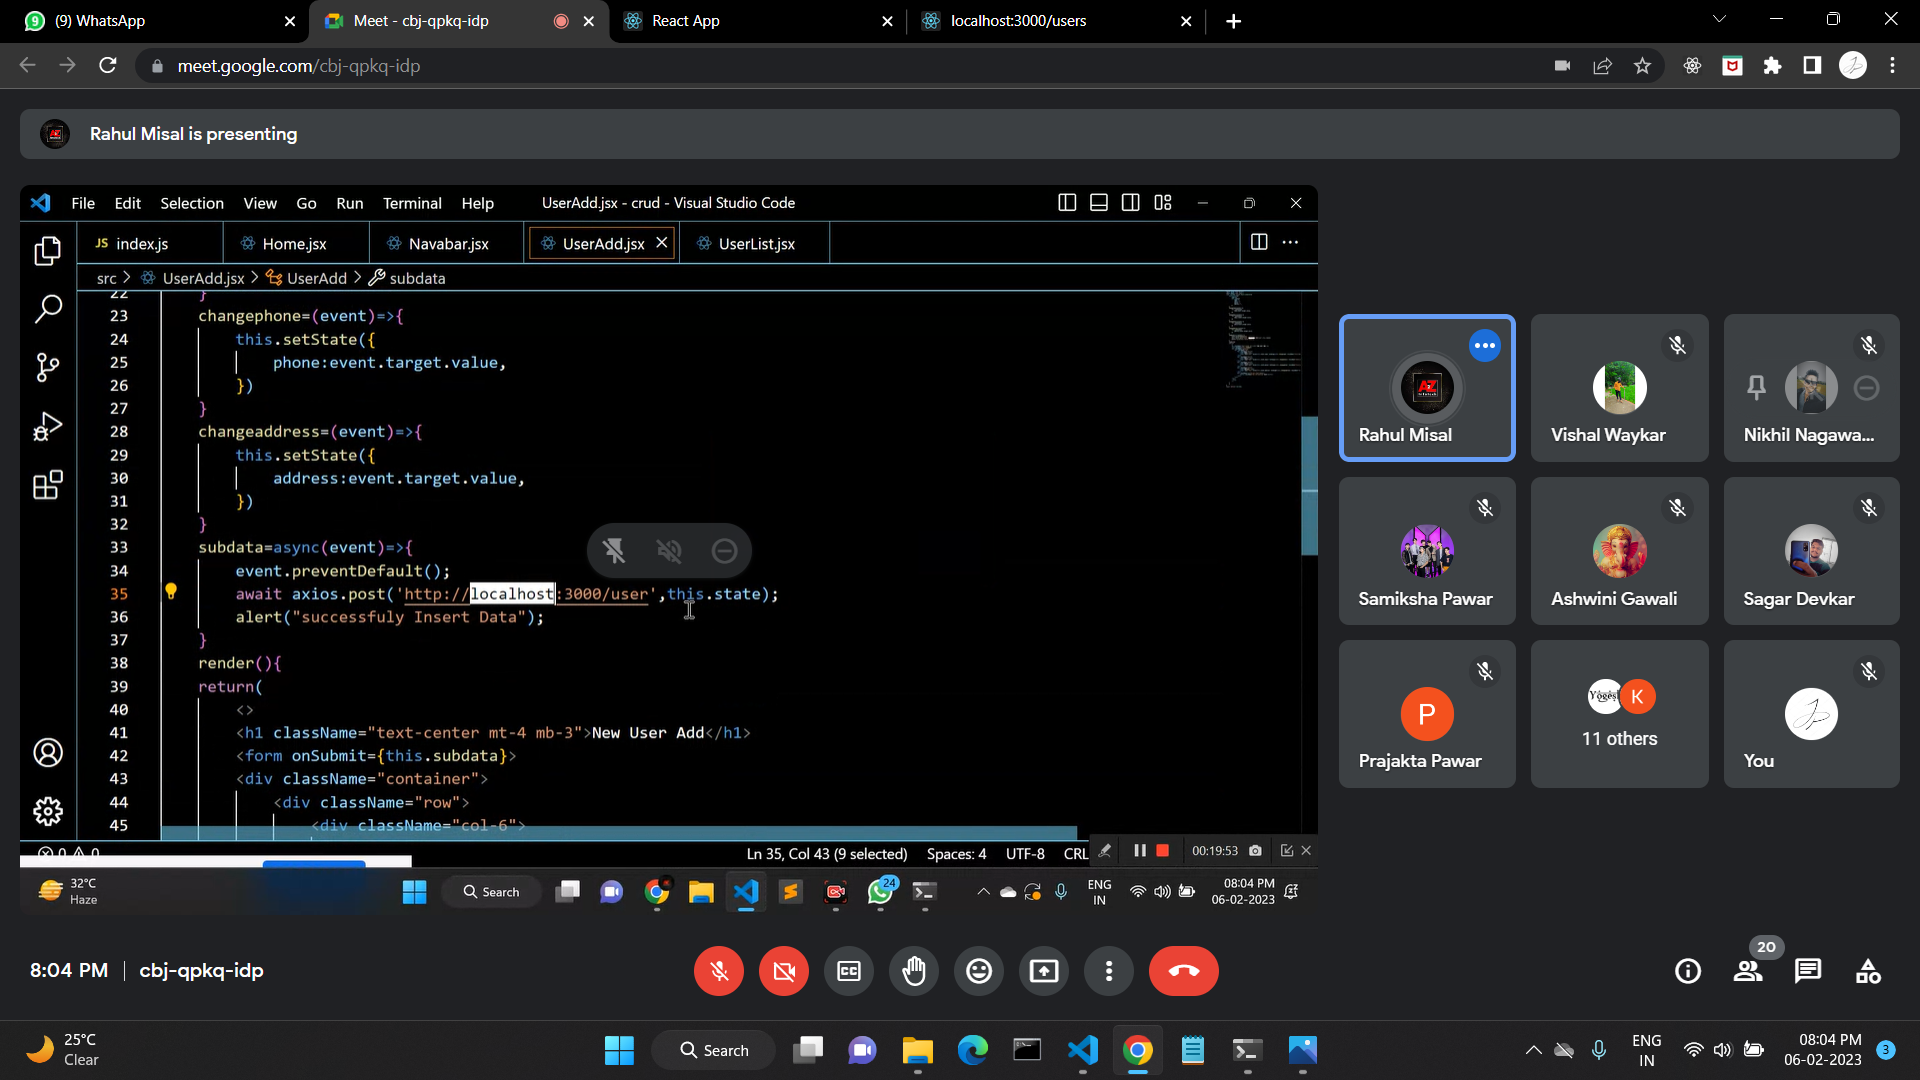 (9) WhatsApp
Meet - cbj-qpkq-idp
React App
localhost:3000/users
meet.google.com/cbj-qpkq-idp
Rahul Misal is presenting
File Edit Selection View Go Run Terminal Help
UserAdd.jsx - crud - Visual Studio Code
JS index.js
Home.jsx
Navabar.jsx
UserAdd.jsx
UserList.jsx
src > UserAdd.jsx > UserAdd > subdata
22 }
23 changephone=(event)=>{
24 this.setState({
25 phone:event.target.value,
26 })
27 }
28 changeaddress=(event)=>{
29 this.setState({
30 address:event.target.value,
31 })
32 }
33 subdata=async(event)=>{
34 event.preventDefault();
35 await axios.post('http://localhost:3000/user',this.state);
36 alert("successfuly Insert Data");
37 }
38 render(){
39 return(
40 <>
41 <h1 className="text-center mt-4 mb-3">New User Add</h1>
42 <form onSubmit={this.subdata}>
43 <div className="container">
44 <div className="row">
45 <div className="col-6">
0 0
Ln 35, Col 43 (9 selected) Spaces: 4 UTF-8 CRL
00:19:53
32°C
Haze
Search
24
ENG
IN
08:04 PM
06-02-2023
Rahul Misal
Vishal Waykar
Nikhil Nagawa...
Samiksha Pawar
Ashwini Gawali
Sagar Devkar
P
Prajakta Pawar
Yogesh
K
11 others
You
8:04 PM | cbj-qpkq-idp
20
25°C
Clear
Search
ENG
IN
08:04 PM
06-02-2023
3